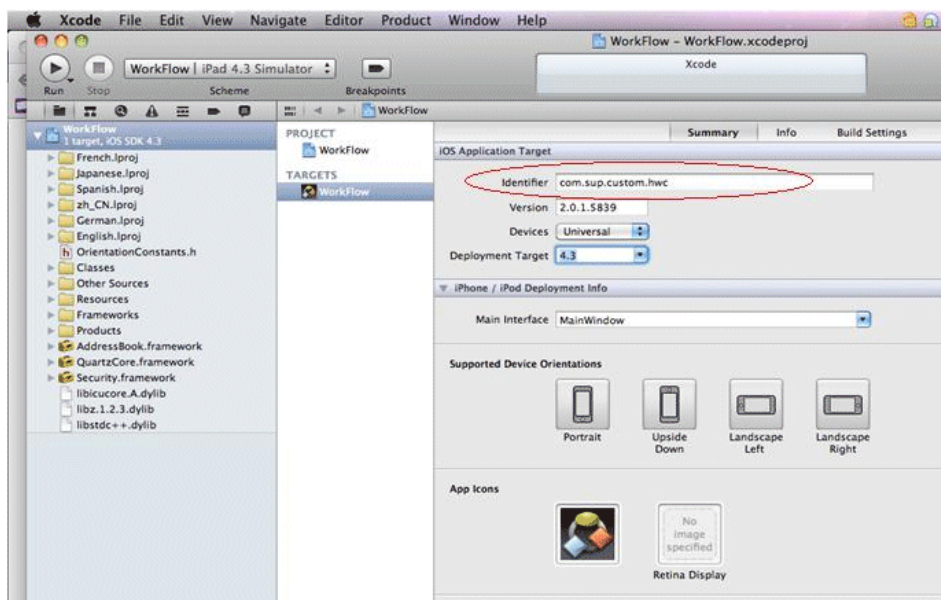 Xcode File Edit View Navigate Editor Product Window Help
WorkFlow – WorkFlow.xcodeproj
WorkFlow | iPad 4.3 Simulator
Xcode
Run Stop Scheme Breakpoints
WorkFlow
WorkFlow
1 target, iOS SDK 4.3
French.lproj
Japanese.lproj
Spanish.lproj
zh_CN.lproj
German.lproj
English.lproj
h OrientationConstants.h
Classes
Other Sources
Resources
Frameworks
Products
AddressBook.framework
QuartzCore.framework
Security.framework
libicucore.A.dylib
libz.1.2.3.dylib
libstdc++.dylib
PROJECT
WorkFlow
TARGETS
WorkFlow
Summary Info Build Settings
iOS Application Target
Identifier com.sup.custom.hwc
Version 2.0.1.5839
Devices Universal
Deployment Target 4.3
iPhone / iPod Deployment Info
Main Interface MainWindow
Supported Device Orientations
Portrait
Upside
Down
Landscape
Left
Landscape
Right
App Icons
No
image
specified
Retina Display